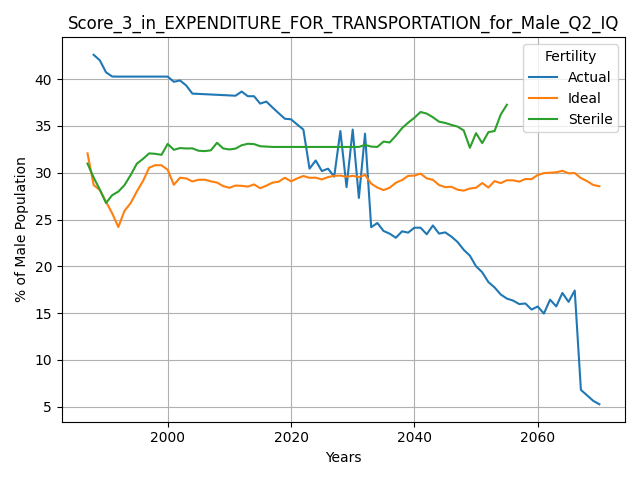 Score_3_in_EXPENDITURE_FOR_TRANSPORTATION_for_Male_Q2_IQ
Fertility
Actual
Ideal
Sterile
% of Male Population
40
35
30
25
20
15
10
5
2000
2020
2040
2060
Years